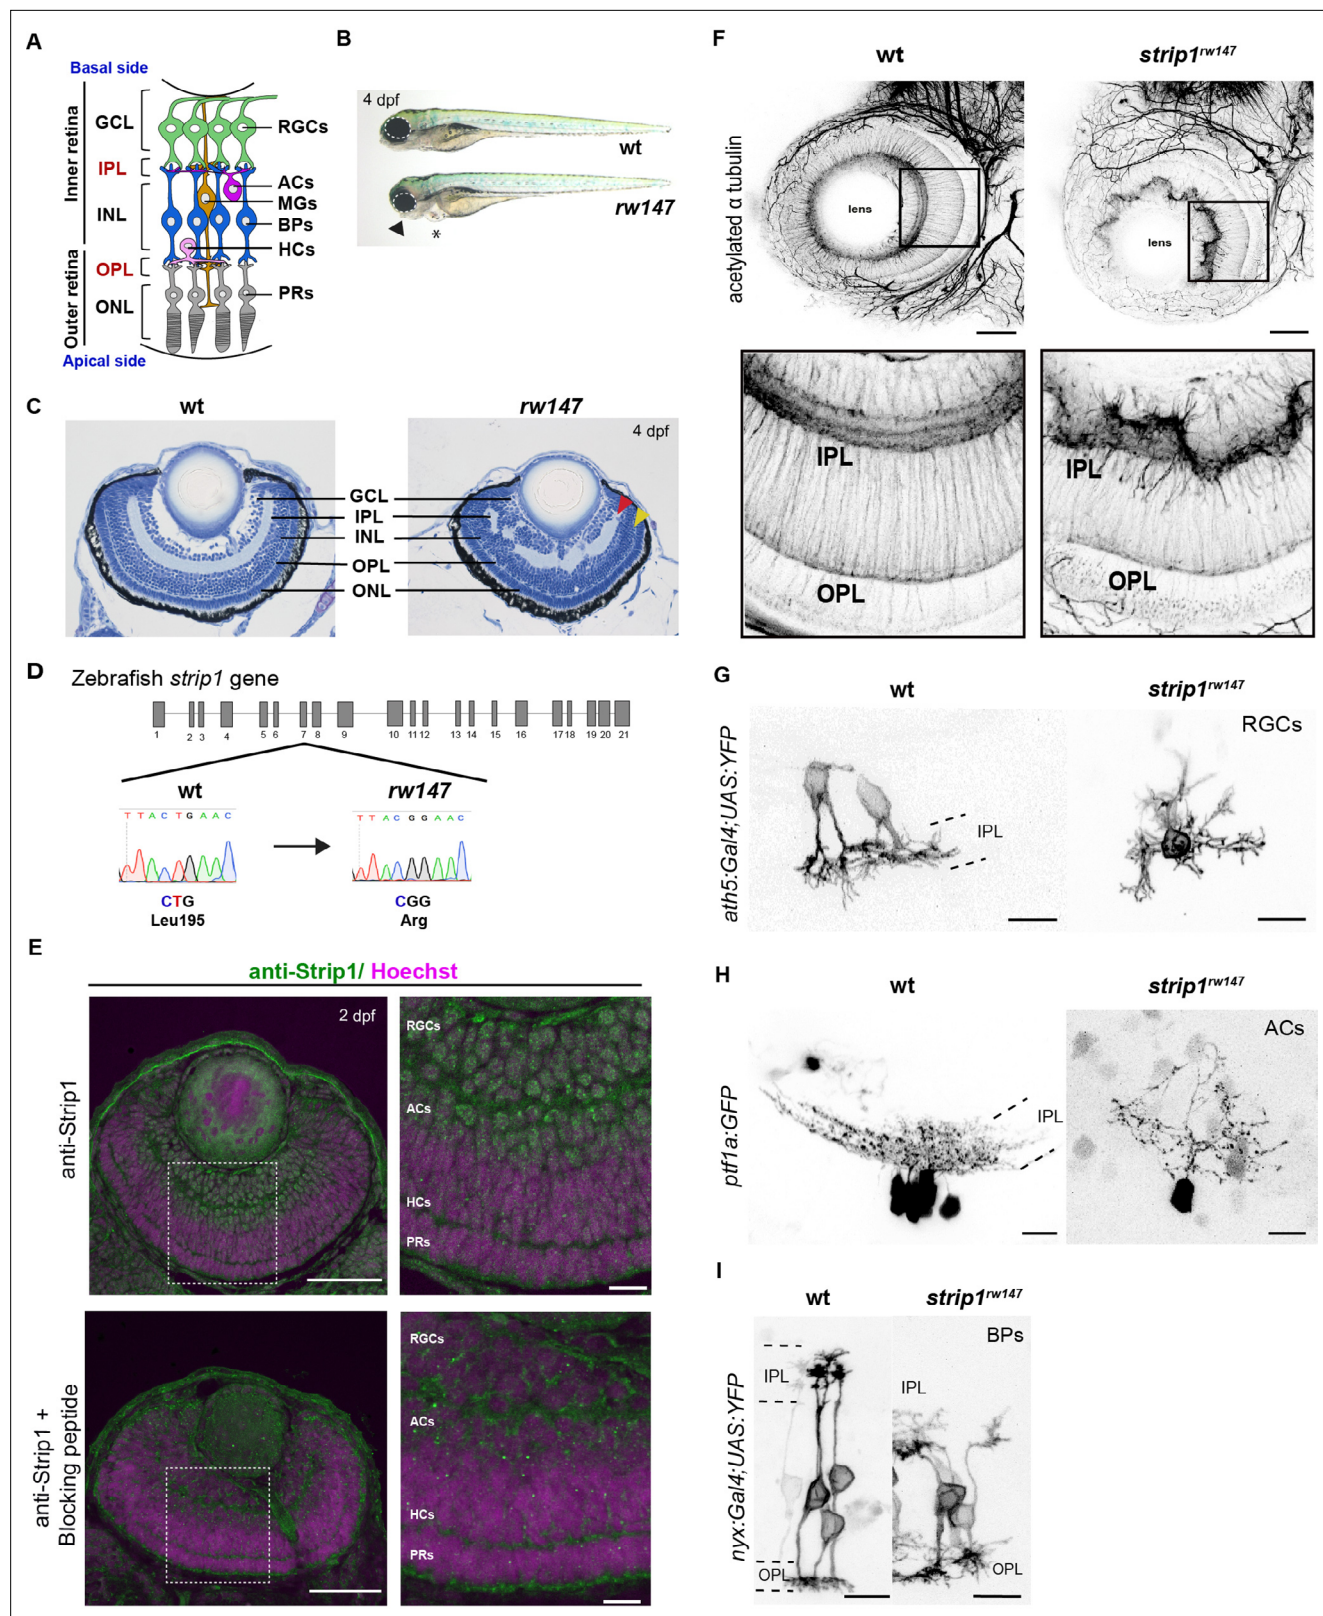 A
Basal side
Inner retina
Outer retina
GCL
IPL
INL
OPL
ONL
RGCs
ACs
MGs
BPs
HCs
PRs
Apical side
B
4 dpf
wt
rw147
*
C
wt
rw147
4 dpf
GCL
IPL
INL
OPL
ONL
D
Zebrafish strip1 gene
1 2 3 4 5 6 7 8 9 10 11 12 13 14 15 16 17 18 19 20 21
wt
rw147
T T A C T G A A C
T T A C G G A A C
CTG
Leu195
CGG
Arg
E
anti-Strip1/ Hoechst
anti-Strip1
2 dpf
RGCs
ACs
HCs
PRs
anti-Strip1 +
Blocking peptide
RGCs
ACs
HCs
PRs
F
wt
strip1rw147
acetylated α tubulin
lens
lens
IPL
OPL
IPL
OPL
G
wt
strip1rw147
ath5:Gal4;UAS:YFP
IPL
RGCs
H
wt
strip1rw147
ptf1a:GFP
IPL
ACs
I
wt
strip1rw147
nyx:Gal4;UAS:YFP
IPL
OPL
BPs
IPL
OPL